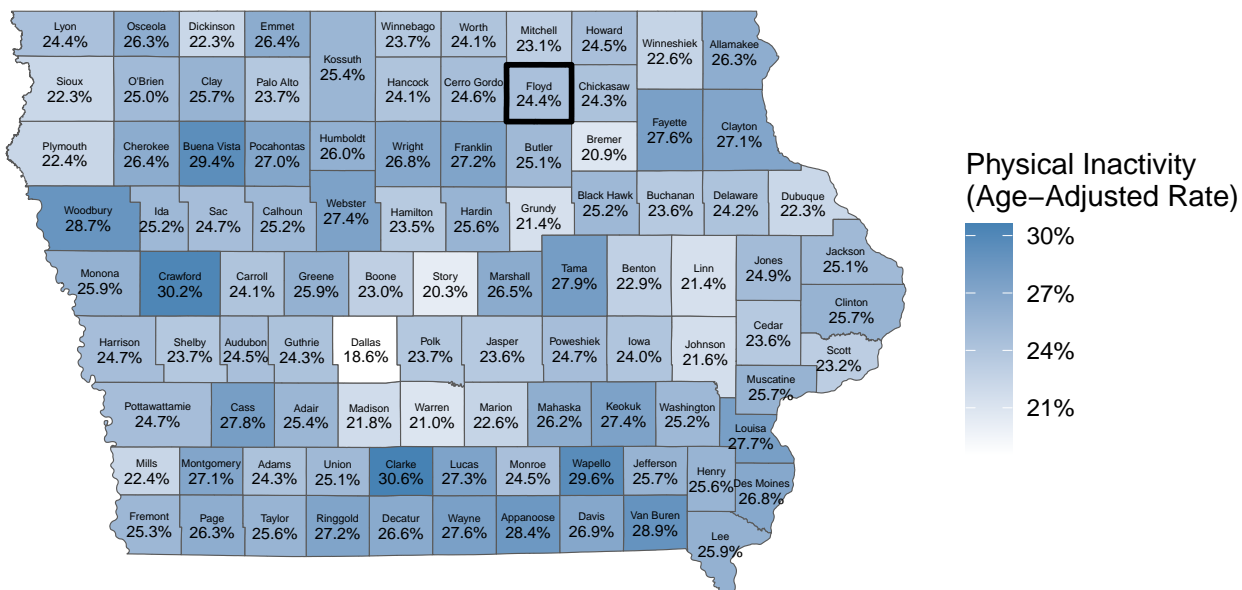 Lyon
24.4%
Osceola
26.3%
Dickinson
22.3%
Emmet
26.4%
Kossuth
25.4%
Winnebago
23.7%
Worth
24.1%
Mitchell
23.1%
Howard
24.5%
Winneshiek
22.6%
Allamakee
26.3%
Sioux
22.3%
O'Brien
25.0%
Clay
25.7%
Palo Alto
23.7%
Hancock
24.1%
Cerro Gordo
24.6%
Floyd
24.4%
Chickasaw
24.3%
Fayette
27.6%
Clayton
27.1%
Plymouth
22.4%
Cherokee
26.4%
Buena Vista
29.4%
Pocahontas
27.0%
Humboldt
26.0%
Wright
26.8%
Franklin
27.2%
Butler
25.1%
Bremer
20.9%
Woodbury
28.7%
Ida
25.2%
Sac
24.7%
Calhoun
25.2%
Webster
27.4%
Hamilton
23.5%
Hardin
25.6%
Grundy
21.4%
Black Hawk
25.2%
Buchanan
23.6%
Delaware
24.2%
Dubuque
22.3%
Monona
25.9%
Crawford
30.2%
Carroll
24.1%
Greene
25.9%
Boone
23.0%
Story
20.3%
Marshall
26.5%
Tama
27.9%
Benton
22.9%
Linn
21.4%
Jones
24.9%
Jackson
25.1%
Clinton
25.7%
Harrison
24.7%
Shelby
23.7%
Audubon
24.5%
Guthrie
24.3%
Dallas
18.6%
Polk
23.7%
Jasper
23.6%
Poweshiek
24.7%
Iowa
24.0%
Johnson
21.6%
Cedar
23.6%
Scott
23.2%
Muscatine
25.7%
Pottawattamie
24.7%
Cass
27.8%
Adair
25.4%
Madison
21.8%
Warren
21.0%
Marion
22.6%
Mahaska
26.2%
Keokuk
27.4%
Washington
25.2%
Louisa
27.7%
Mills
22.4%
Montgomery
27.1%
Adams
24.3%
Union
25.1%
Clarke
30.6%
Lucas
27.3%
Monroe
24.5%
Wapello
29.6%
Jefferson
25.7%
Henry
25.6%
Des Moines
26.8%
Fremont
25.3%
Page
26.3%
Taylor
25.6%
Ringgold
27.2%
Decatur
26.6%
Wayne
27.6%
Appanoose
28.4%
Davis
26.9%
Van Buren
28.9%
Lee
25.9%
Physical Inactivity
(Age−Adjusted Rate)
30%
27%
24%
21%